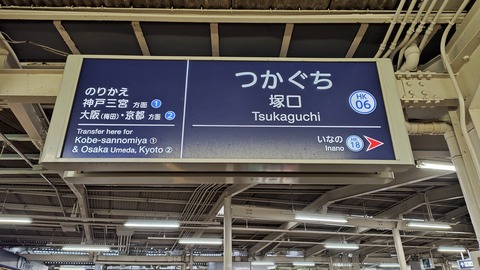 のりかえ
神戸三宮 方面 1
大阪(梅田)・京都 方面 2
Transfer here for
Kobe-sannomiya ①
& Osaka Umeda, Kyoto ②
つかぐち
塚口
Tsukaguchi
HK
06
いなの
Inano
HK
18